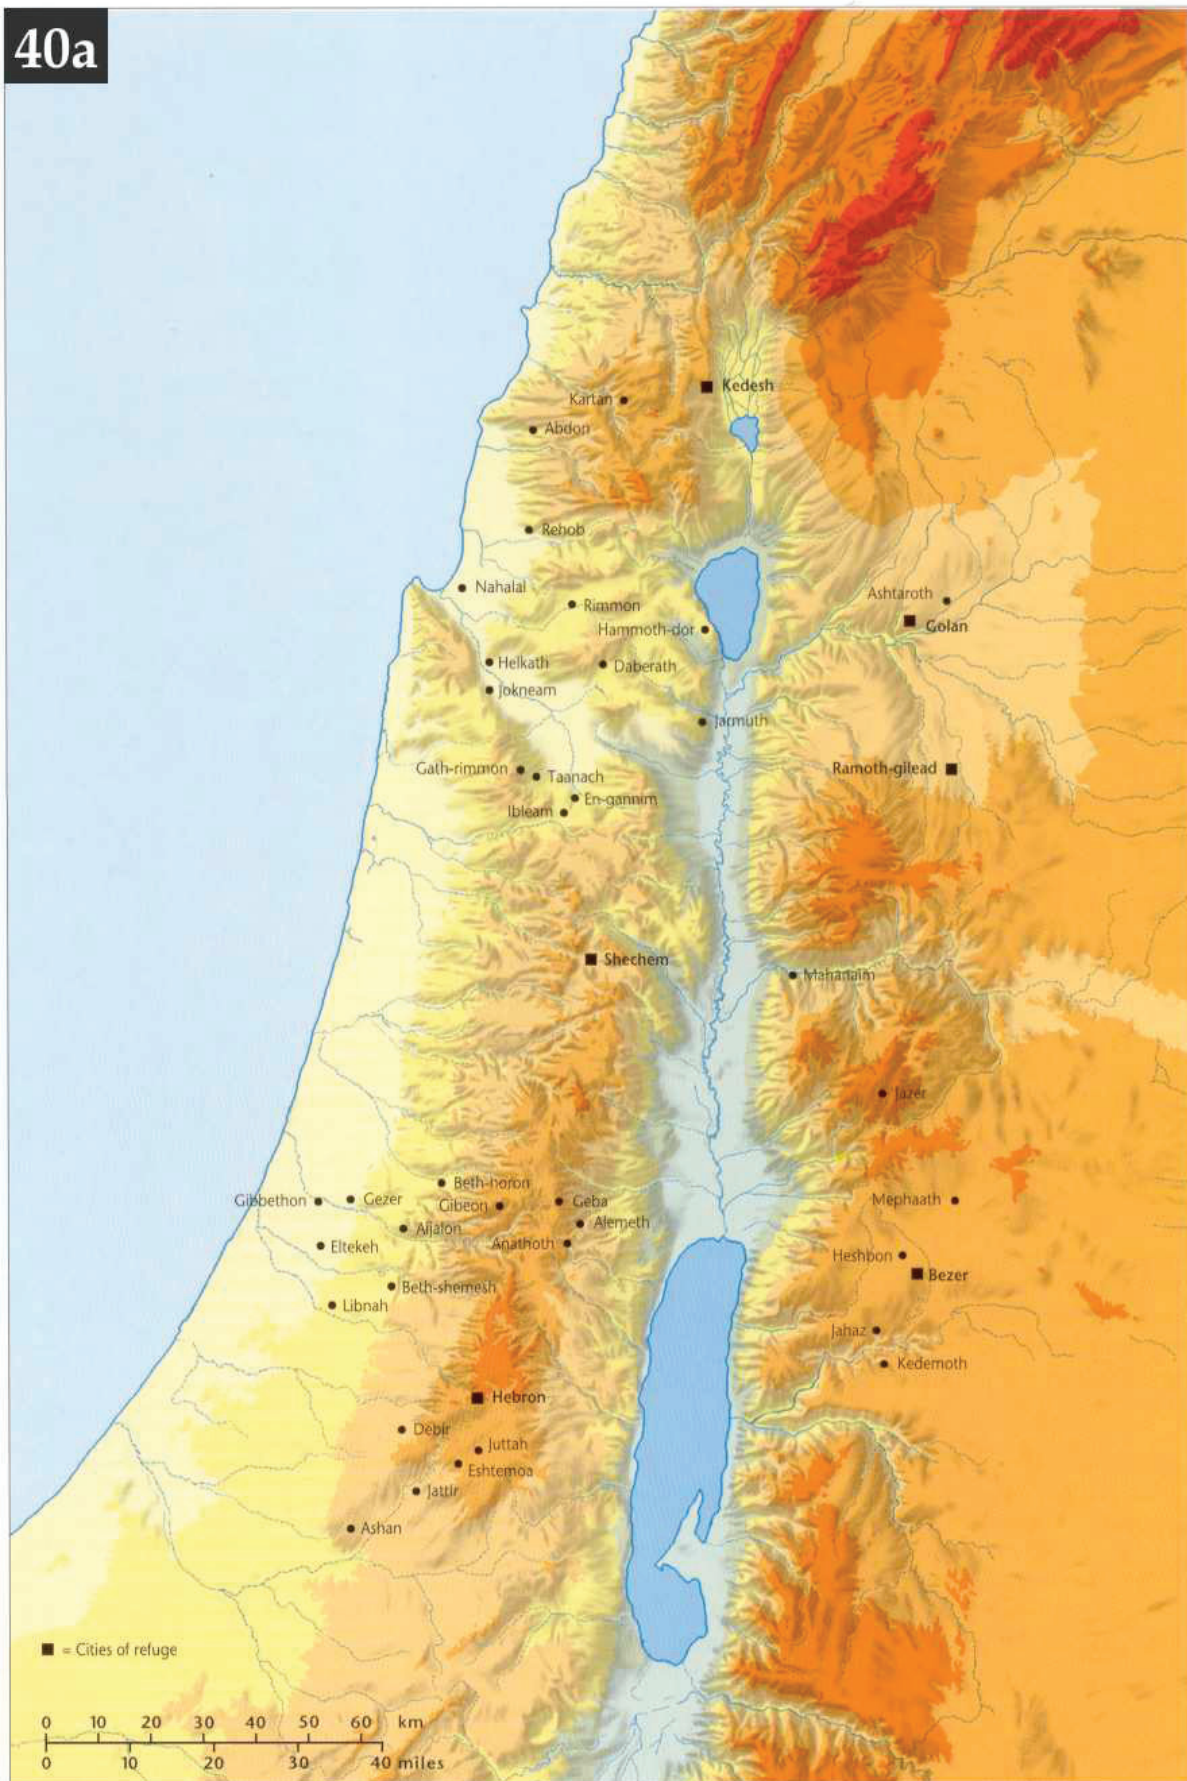 40a
Kedesh
Kartan
Abdon
Rehob
Nahalal
Rimmon
Ashtaroth
Golan
Hammoth-dor
Helkath
Daberath
Jokneam
Jarmuth
Gath-rimmon
Taanach
Ramoth-gilead
En-gannim
Ibleam
Shechem
Mahanaim
Jazer
Beth-horon
Gibbethon
Gezer
Gibeon
Geba
Mephaath
Aijalon
Alemeth
Eltekeh
Anathoth
Heshbon
Bezer
Beth-shemesh
Libnah
Jahaz
Kedemoth
Hebron
Debir
Juttah
Eshtemoa
Jattir
Ashan
= Cities of refuge
0 10 20 30 40 50 60 km
0 10 20 30 40 miles